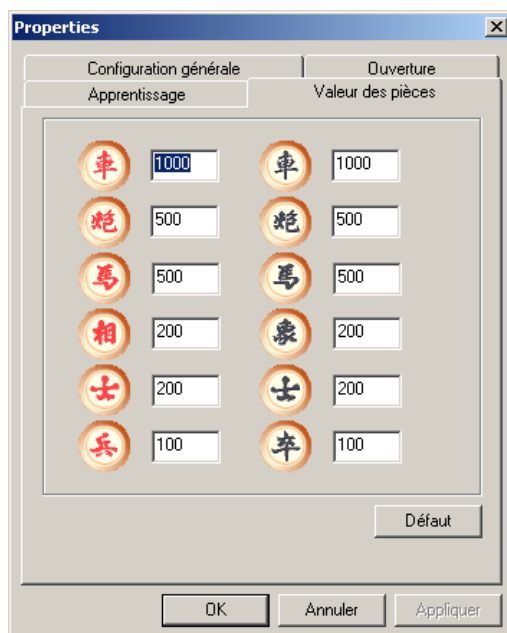 Properties
Configuration générale Ouverture
Apprentissage Valeur des pièces
車 1000 車 1000
炮 500 炮 500
馬 500 馬 500
相 200 象 200
士 200 士 200
兵 100 卒 100
Défaut
OK Annuler Appliquer